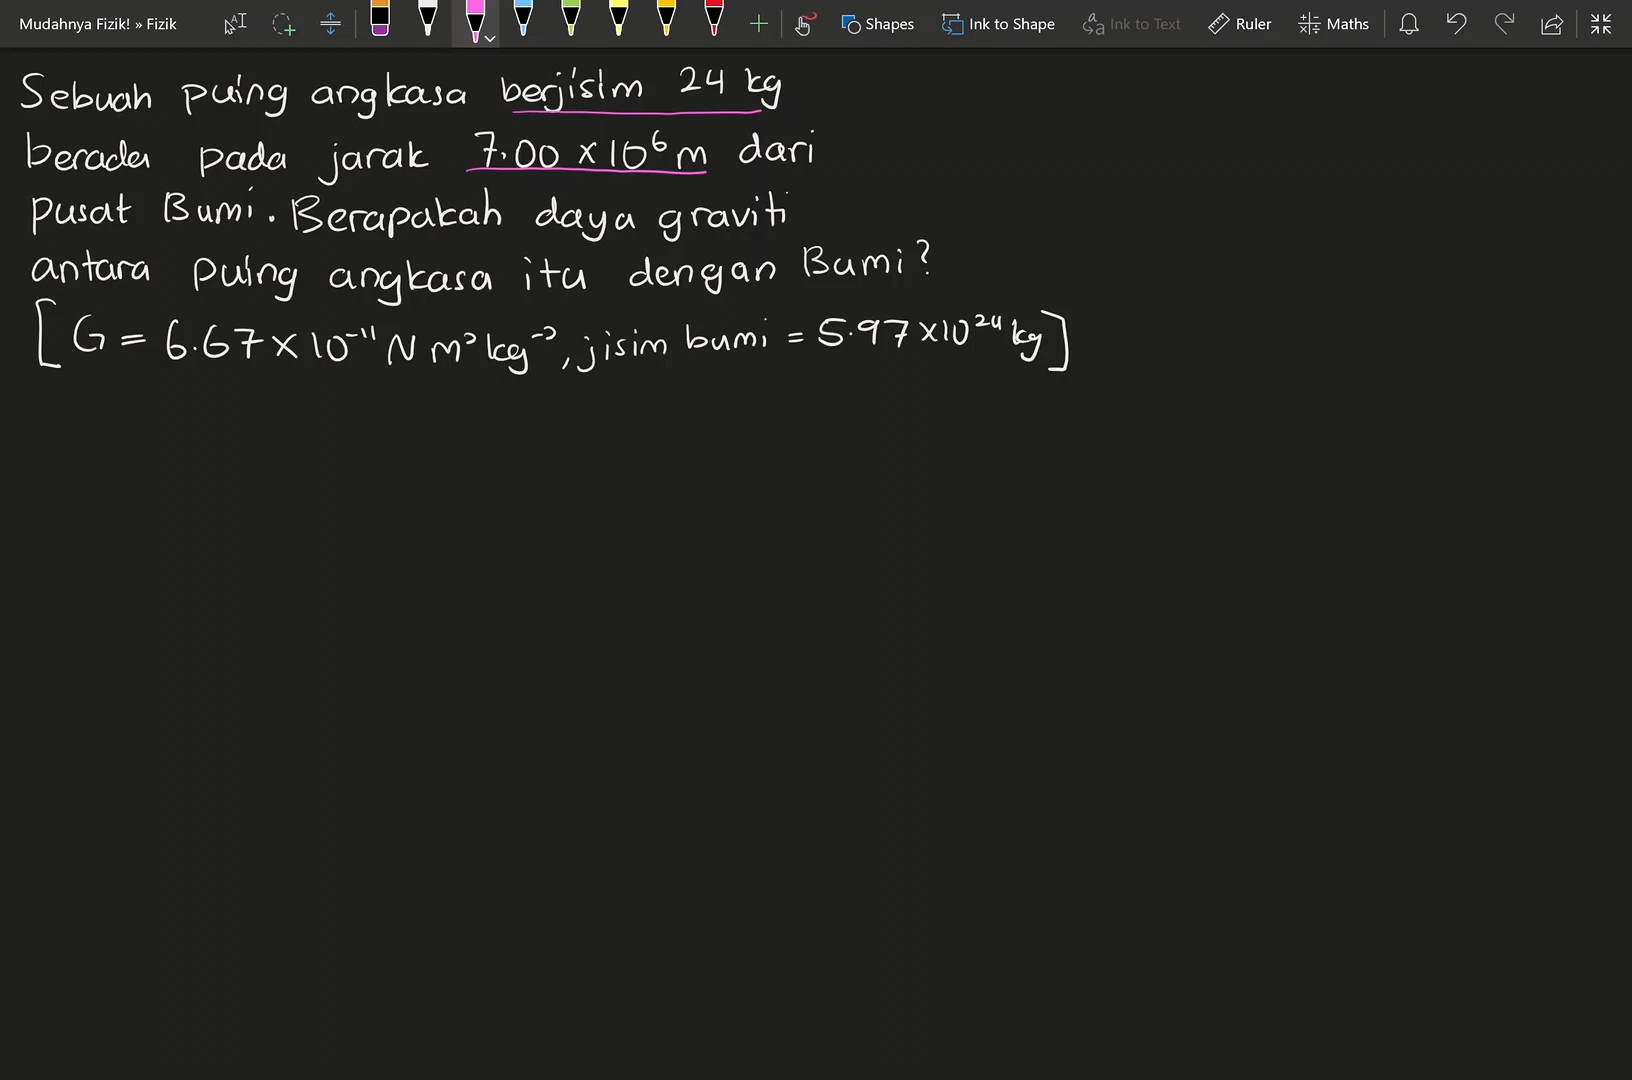 Mudahnya Fizik! » Fizik Shapes Ink to Shape Ink to Text Ruler Maths
Sebuah puing angkasa berjisim 24 kg
berada pada jarak 7.00 × 10⁶ m dari
pusat Bumi. Berapakah daya graviti
antara puing angkasa itu dengan Bumi?
[G = 6.67 × 10⁻¹¹ N m² kg⁻², jisim bumi = 5.97 × 10²⁴ kg]